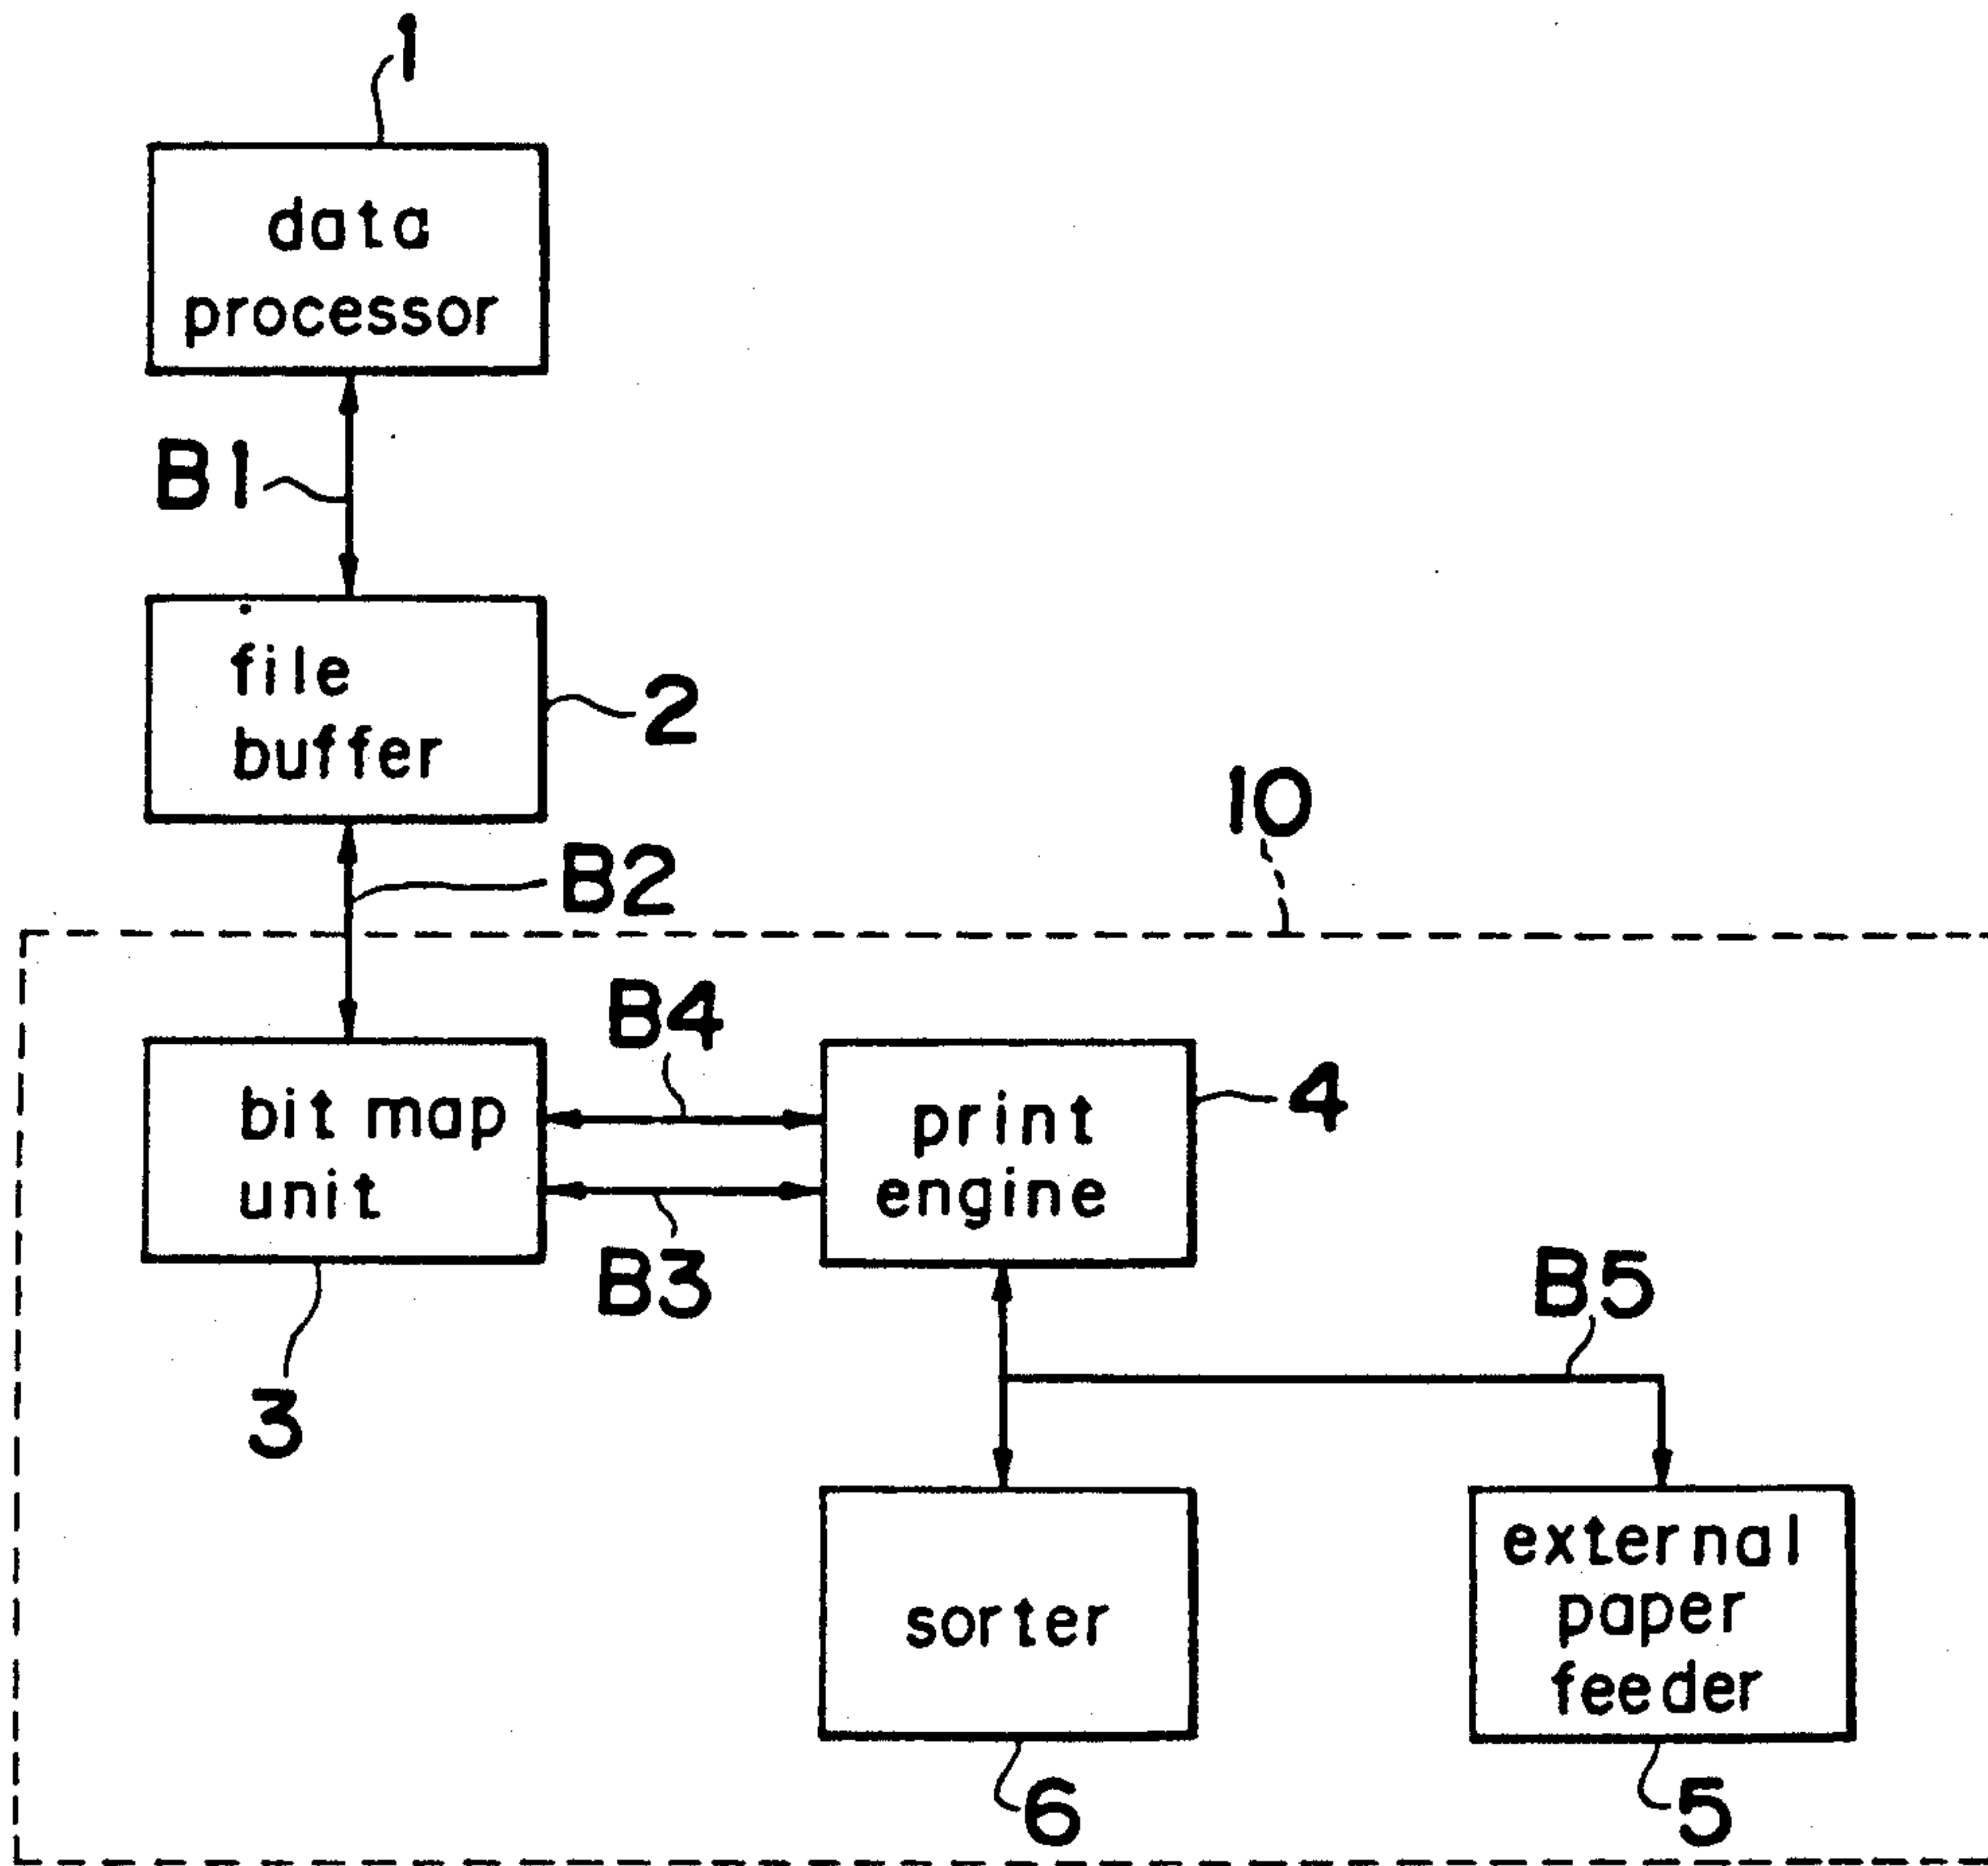 1
data
processor
B1
file
buffer
2
10
B2
B4
bit map
unit
print
engine
4
B3
B5
3
sorter
external
paper
feeder
6
5